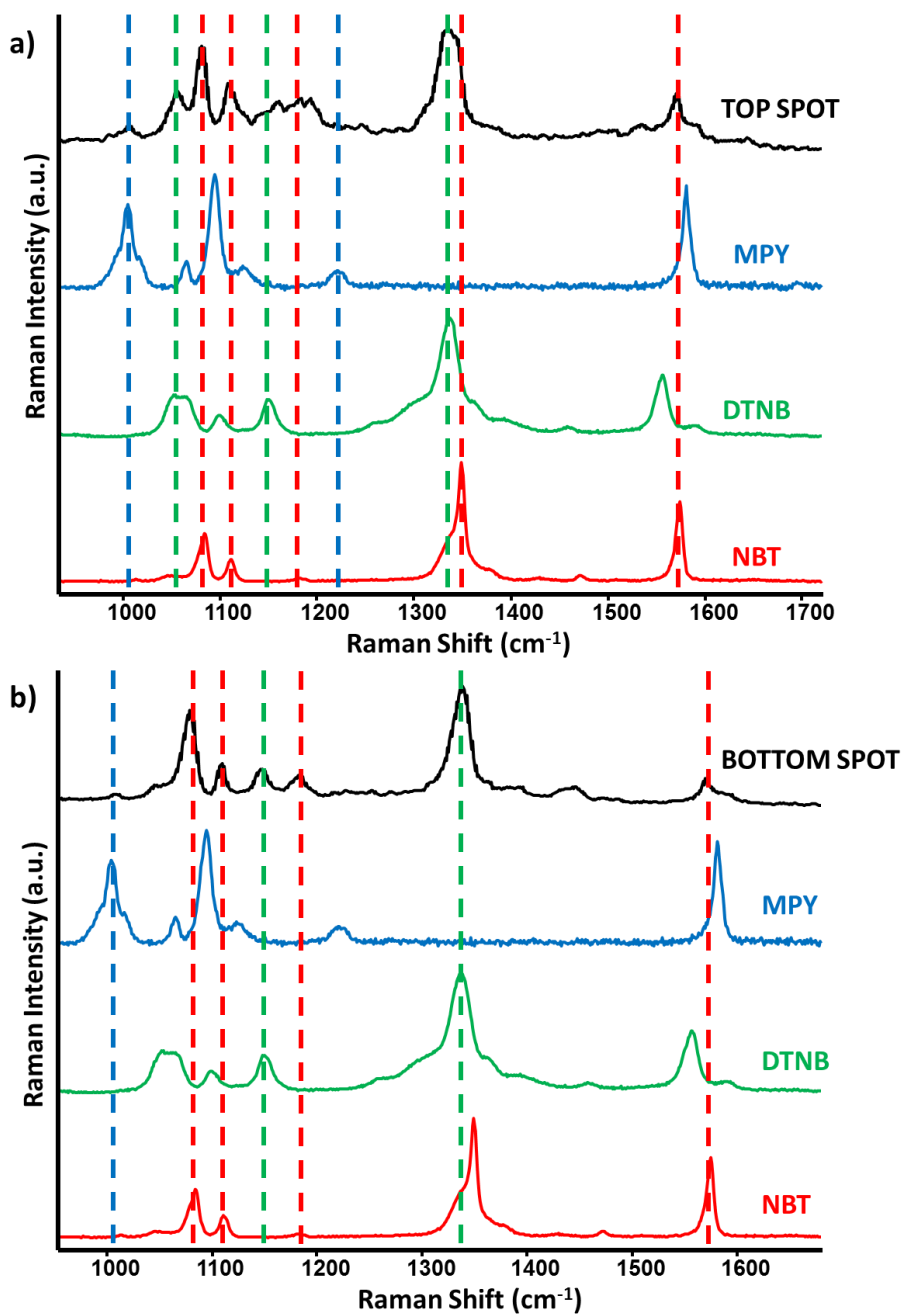 a)
TOP SPOT
MPY
DTNB
NBT
Raman Intensity (a.u.)
1000 1100 1200 1300 1400 1500 1600 1700
Raman Shift (cm⁻¹)
b)
BOTTOM SPOT
MPY
DTNB
NBT
Raman Intensity (a.u.)
1000 1100 1200 1300 1400 1500 1600
Raman Shift (cm⁻¹)